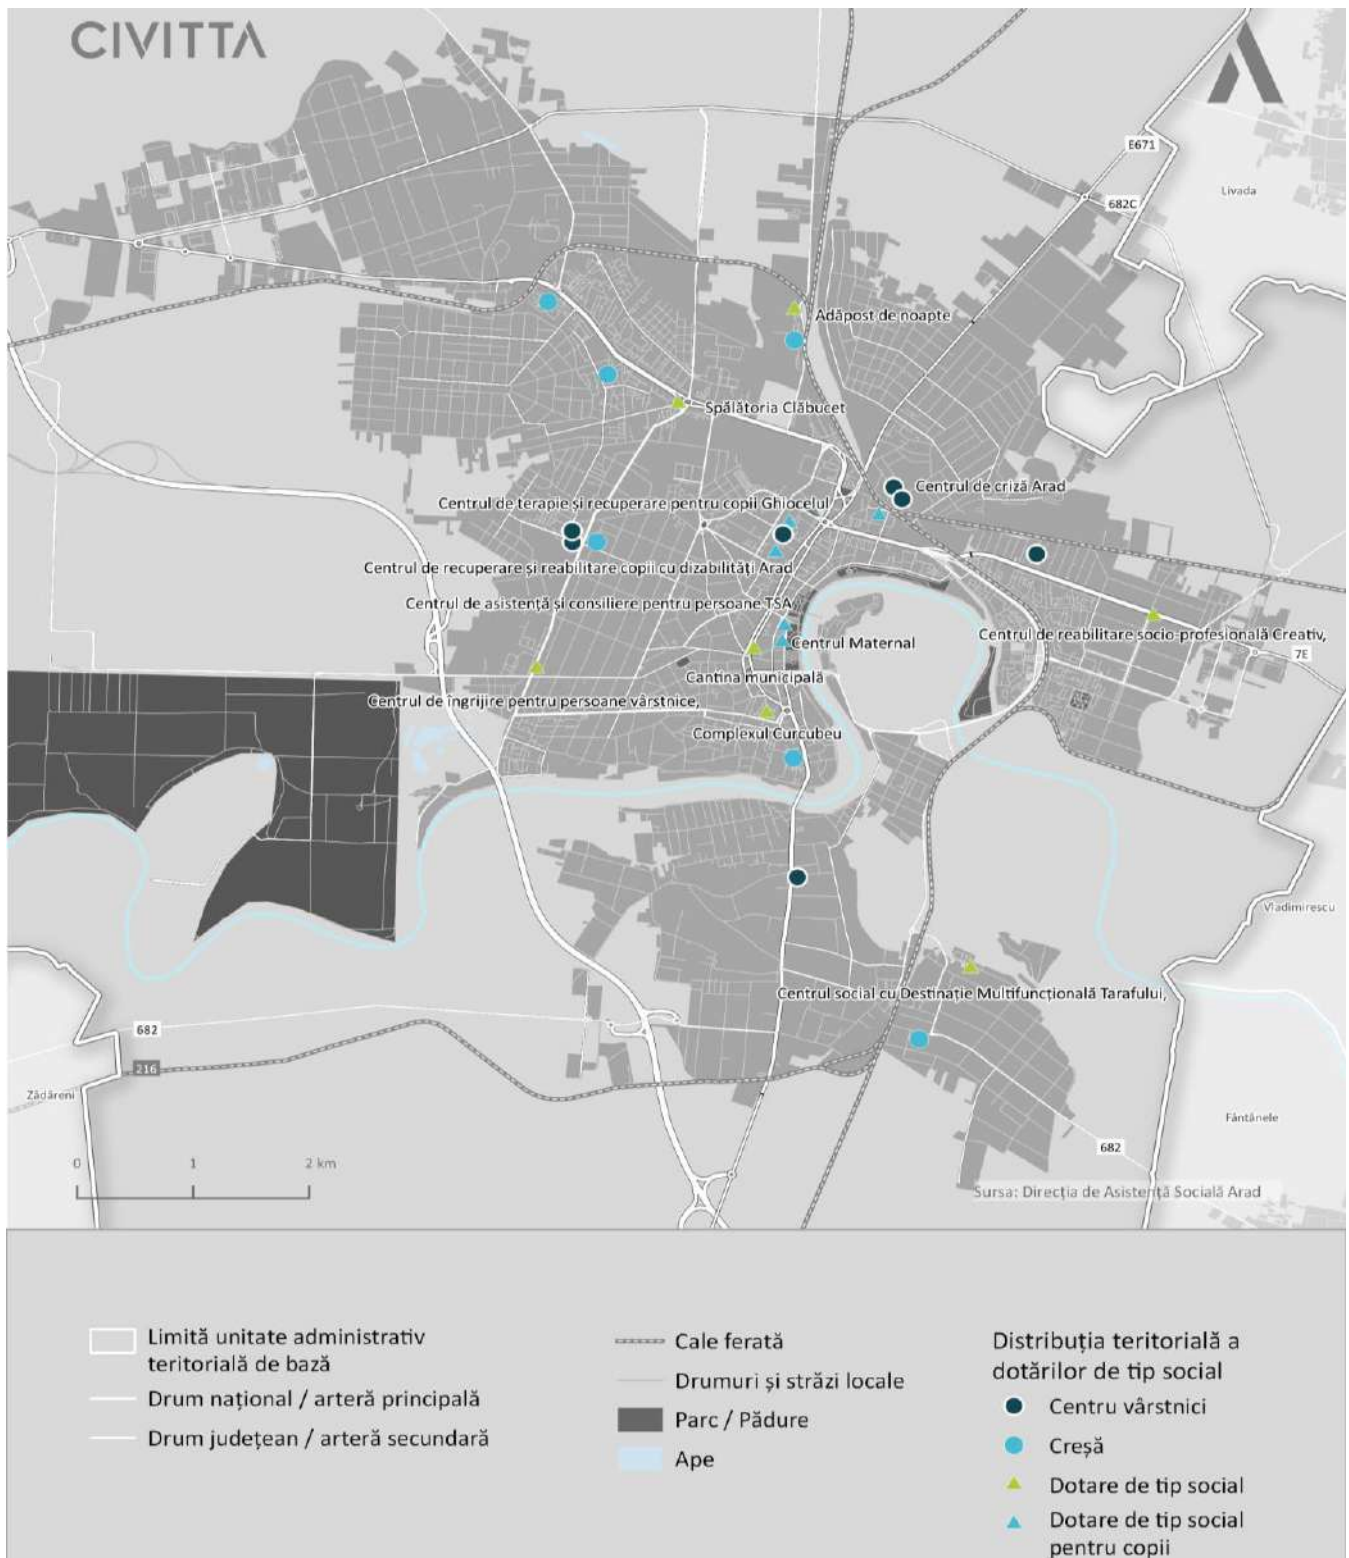 CIVITTA
E671
682C
Livada
Adăpost de noapte
Spălătoria Clăbucet
Centrul de criză Arad
Centrul de terapie și recuperare pentru copii Ghiocelul
Centrul de recuperare și reabilitare copii cu dizabilități Arad
Centrul de asistență și consiliere pentru persoane TSA
Centrul Maternal
Centrul de reabilitare socio-profesională Creativ,
7E
Cantina municipală
Centrul de îngrijire pentru persoane vârstnice,
Complexul Curcubeu
Vladimirescu
Centrul social cu Destinație Multifuncțională Tarafului,
682
216
Zădăreni
Fântânele
682
0 1 2 km
Sursa: Direcția de Asistență Socială Arad
Limită unitate administrativ
teritorială de bază
Drum național / arteră principală
Drum județean / arteră secundară
Cale ferată
Drumuri și străzi locale
Parc / Pădure
Ape
Distribuția teritorială a
dotărilor de tip social
Centru vârstnici
Creșă
Dotare de tip social
Dotare de tip social
pentru copii